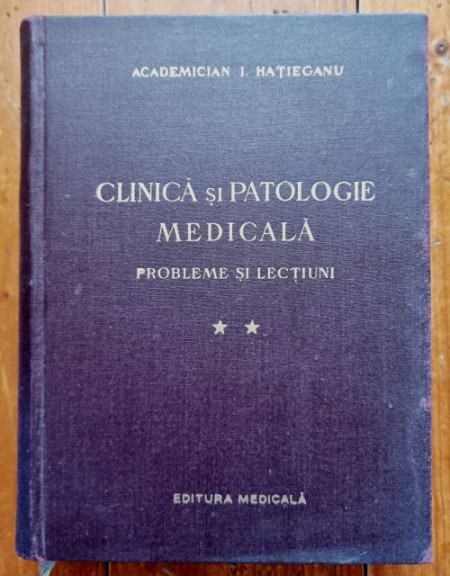 ACADEMICIAN I. HAȚIEGANU
CLINICĂ și PATOLOGIE
MEDICALĂ
PROBLEME ȘI LECȚIUNI
★ ★
EDITURA MEDICALĂ